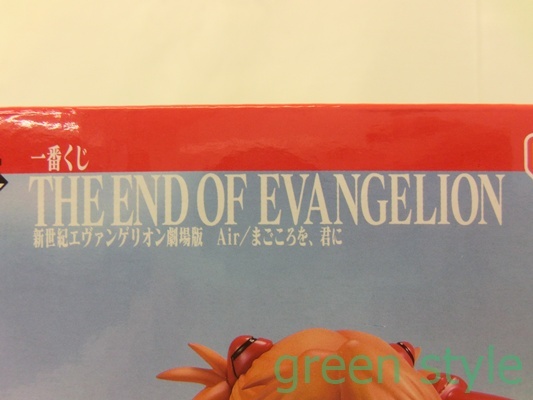 一番くじ
THE END OF EVANGELION
新世紀エヴァンゲリオン劇場版 Air/まごころを、君に
green style